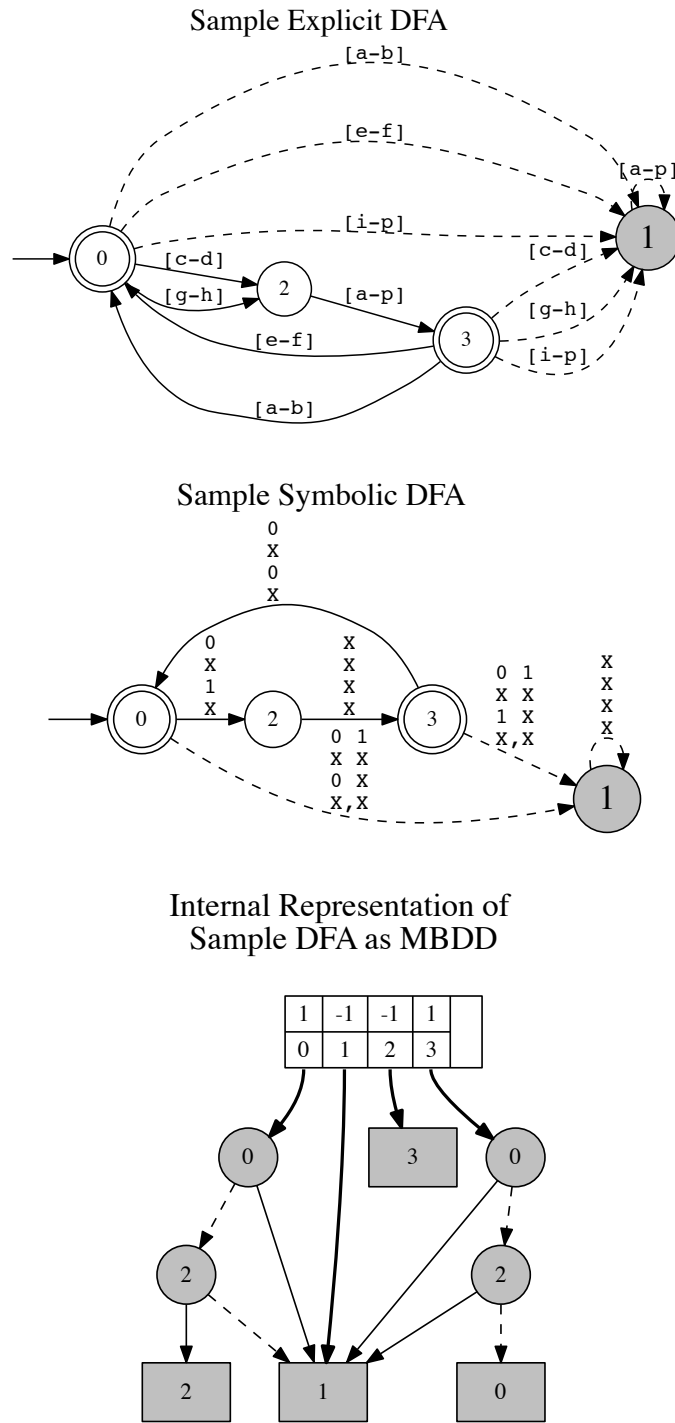 Sample Explicit DFA
[a-b]
[e-f]
[a-p]
[i-p]
1
[c-d]
0
[c-d]
2
[g-h]
[a-p]
[g-h]
3
[e-f]
[i-p]
[a-b]
Sample Symbolic DFA
0
X
0
X
0
X
1
X
X
X
X
X
0 1
X X
1 X
X,X
X
X
X
X
0
2
3
0 1
X X
0 X
X,X
1
Internal Representation of
Sample DFA as MBDD
1 -1 -1 1
0 1 2 3
0
3
0
2
2
2
1
0